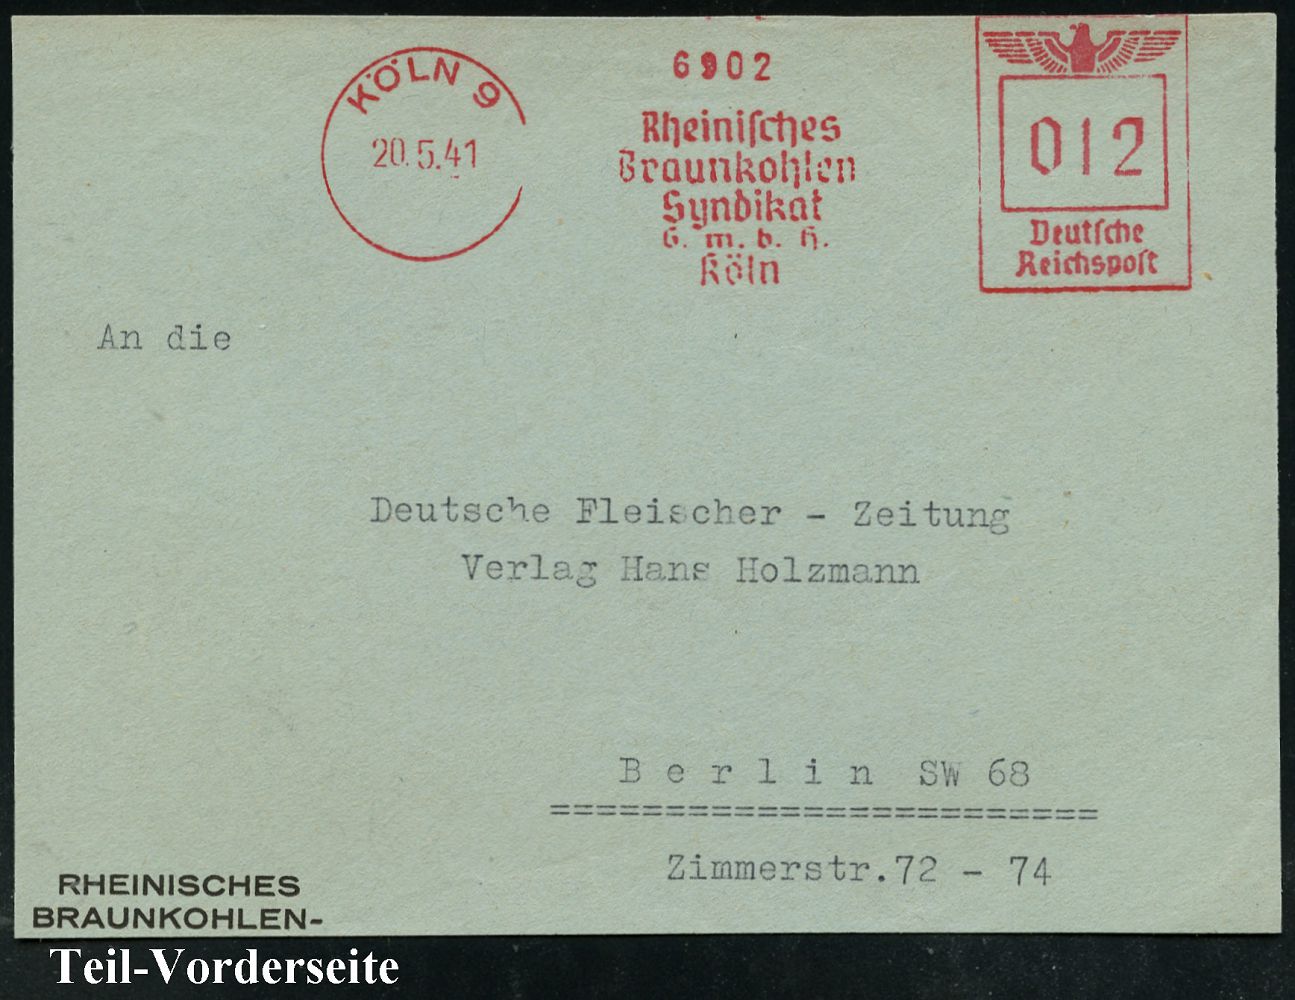 KÖLN 9
20.5.41
6902
Rheiniſches
Braunkohlen
Syndikat
G. m. b. H.
Köln
012
Deutſche
Reichspoſt
An die
Deutsche Fleischer - Zeitung
Verlag Hans Holzmann
B e r l i n SW 68
========================
Zimmerstr.72 - 74
RHEINISCHES
BRAUNKOHLEN-
Teil-Vorderseite